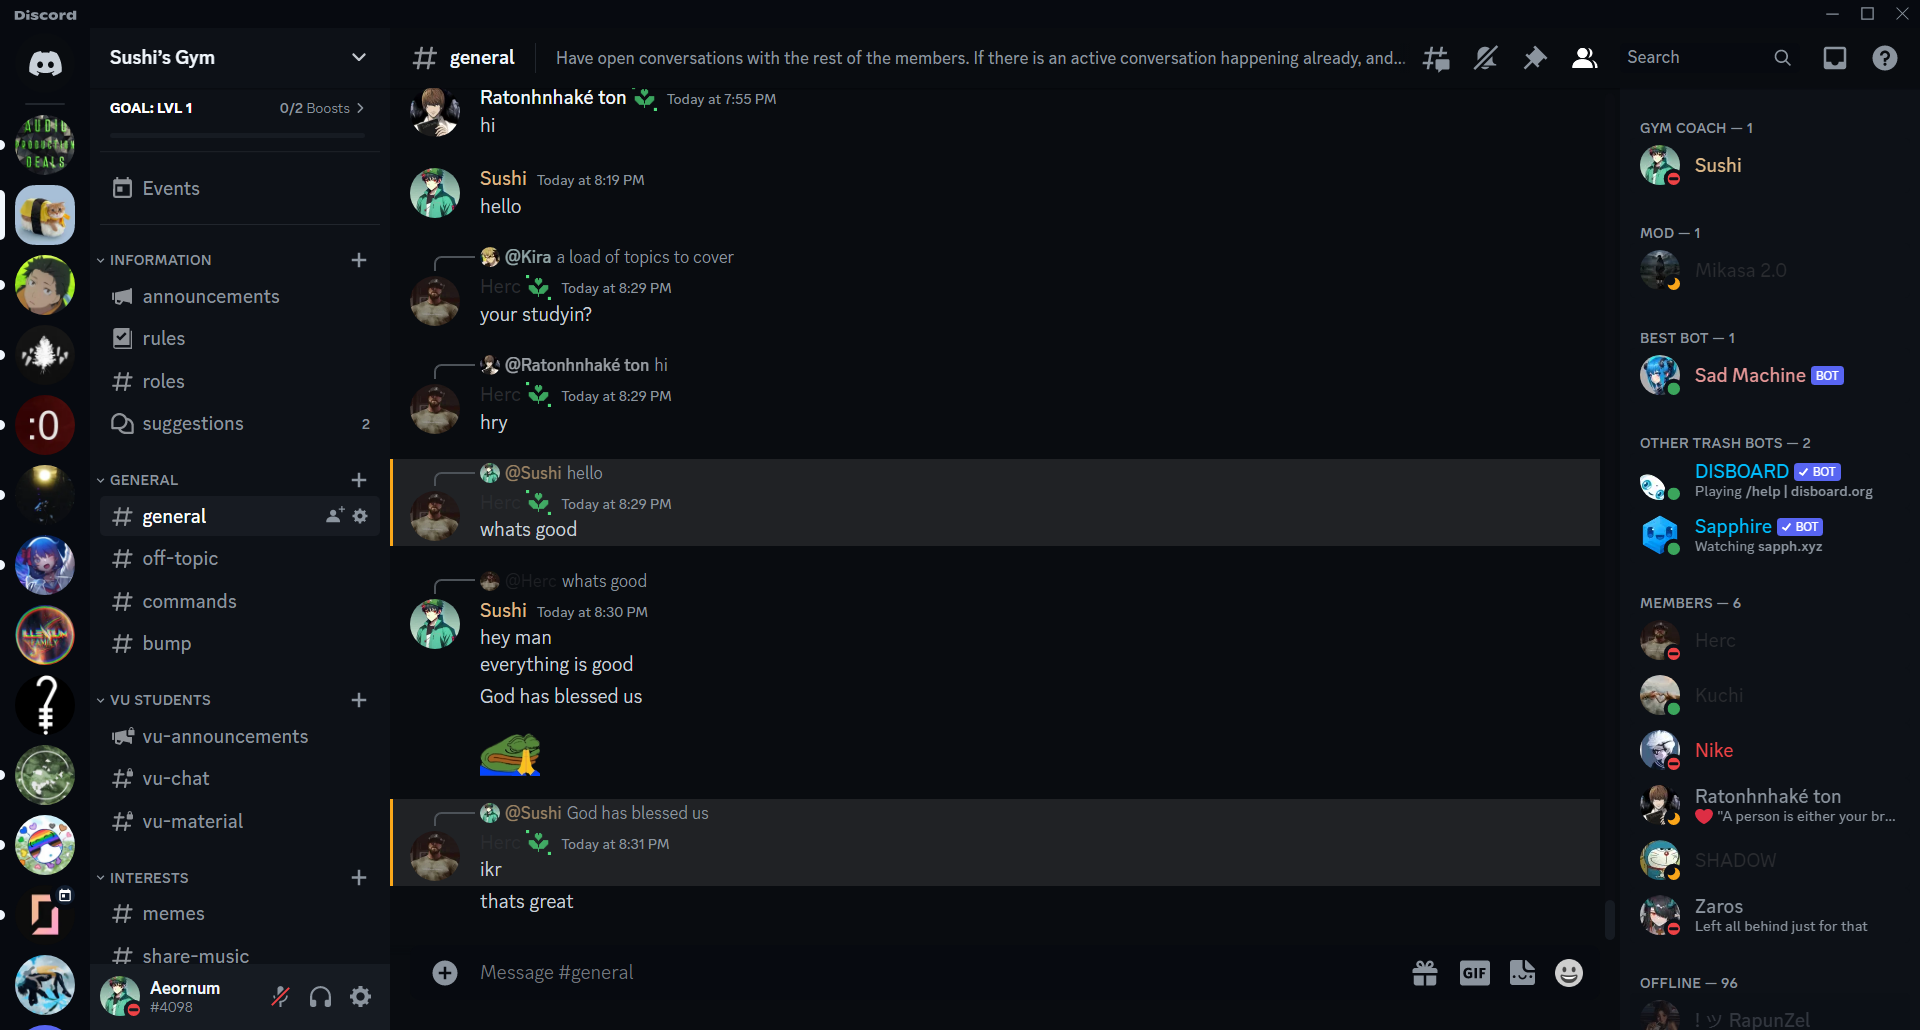 Discord
Sushi's Gym
GOAL: LVL 1
0/2 Boosts
Events
INFORMATION
announcements
rules
roles
suggestions
2
GENERAL
general
off-topic
commands
bump
VU STUDENTS
vu-announcements
vu-chat
vu-material
INTERESTS
memes
share-music
Aeornum
#4098
AUDIO
PRODUCTION
DEALS
:0
general
Have open conversations with the rest of the members. If there is an active conversation happening already, and...
Search
Ratonhnhaké ton Today at 7:55 PM
hi
Sushi Today at 8:19 PM
hello
@Kira a load of topics to cover
Herc Today at 8:29 PM
your studyin?
@Ratonhnhaké ton hi
Herc Today at 8:29 PM
hry
@Sushi hello
Herc Today at 8:29 PM
whats good
@Herc whats good
Sushi Today at 8:30 PM
hey man
everything is good
God has blessed us
@Sushi God has blessed us
Herc Today at 8:31 PM
ikr
thats great
Message #general
GIF
GYM COACH — 1
Sushi
MOD — 1
Mikasa 2.0
BEST BOT — 1
Sad Machine BOT
OTHER TRASH BOTS — 2
DISBOARD BOT
Playing /help | disboard.org
Sapphire BOT
Watching sapph.xyz
MEMBERS — 6
Herc
Kuchi
Nike
Ratonhnhaké ton
"A person is either your br...
SHADOW
Zaros
Left all behind just for that
OFFLINE — 96
! ツ RapunZel